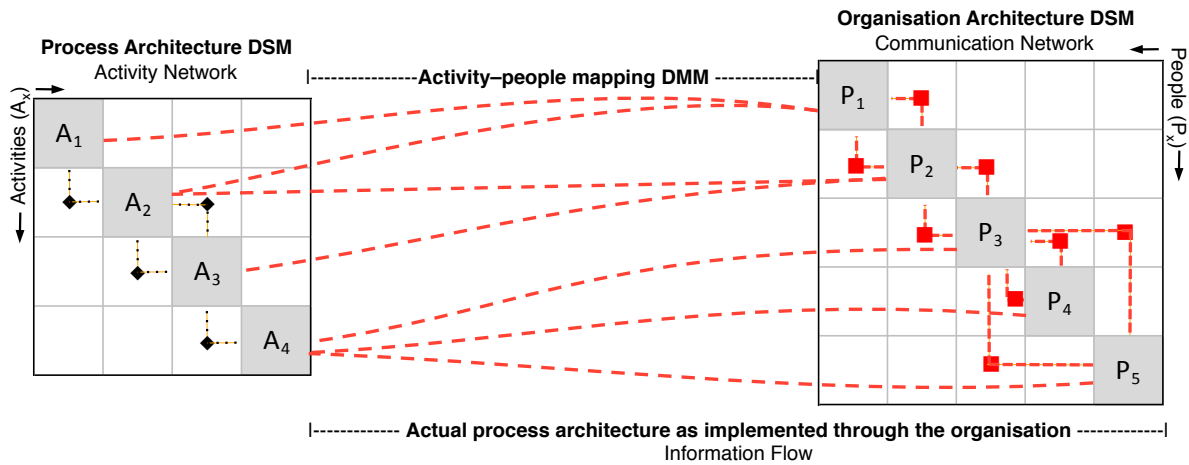 Process Architecture DSM
Activity Network
Activity–people mapping DMM
Organisation Architecture DSM
Communication Network
Activities (Aₓ)
People (Pₓ)
A₁
A₂
A₃
A₄
P₁
P₂
P₃
P₄
P₅
Actual process architecture as implemented through the organisation
Information Flow